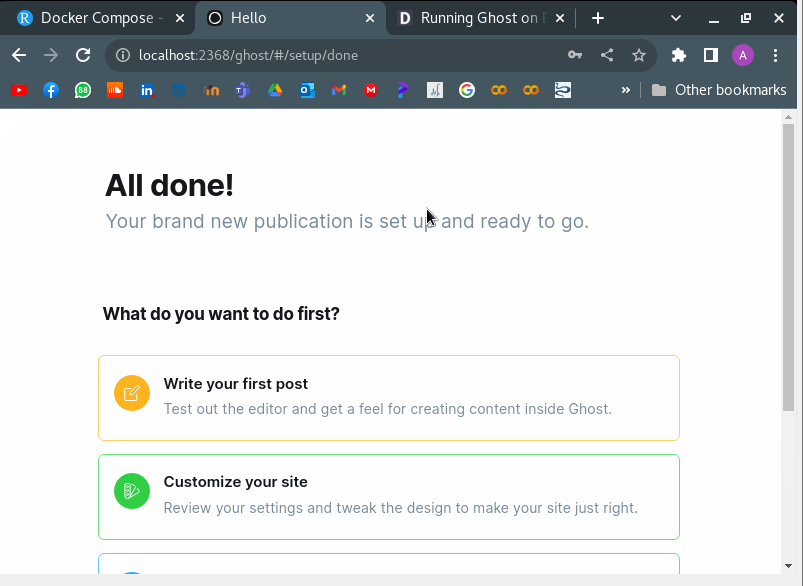 Docker Compose -
Hello
Running Ghost on D
localhost:2368/ghost/#/setup/done
A
88
in
M
Other bookmarks
All done!
Your brand new publication is set up and ready to go.
What do you want to do first?
Write your first post
Test out the editor and get a feel for creating content inside Ghost.
Customize your site
Review your settings and tweak the design to make your site just right.